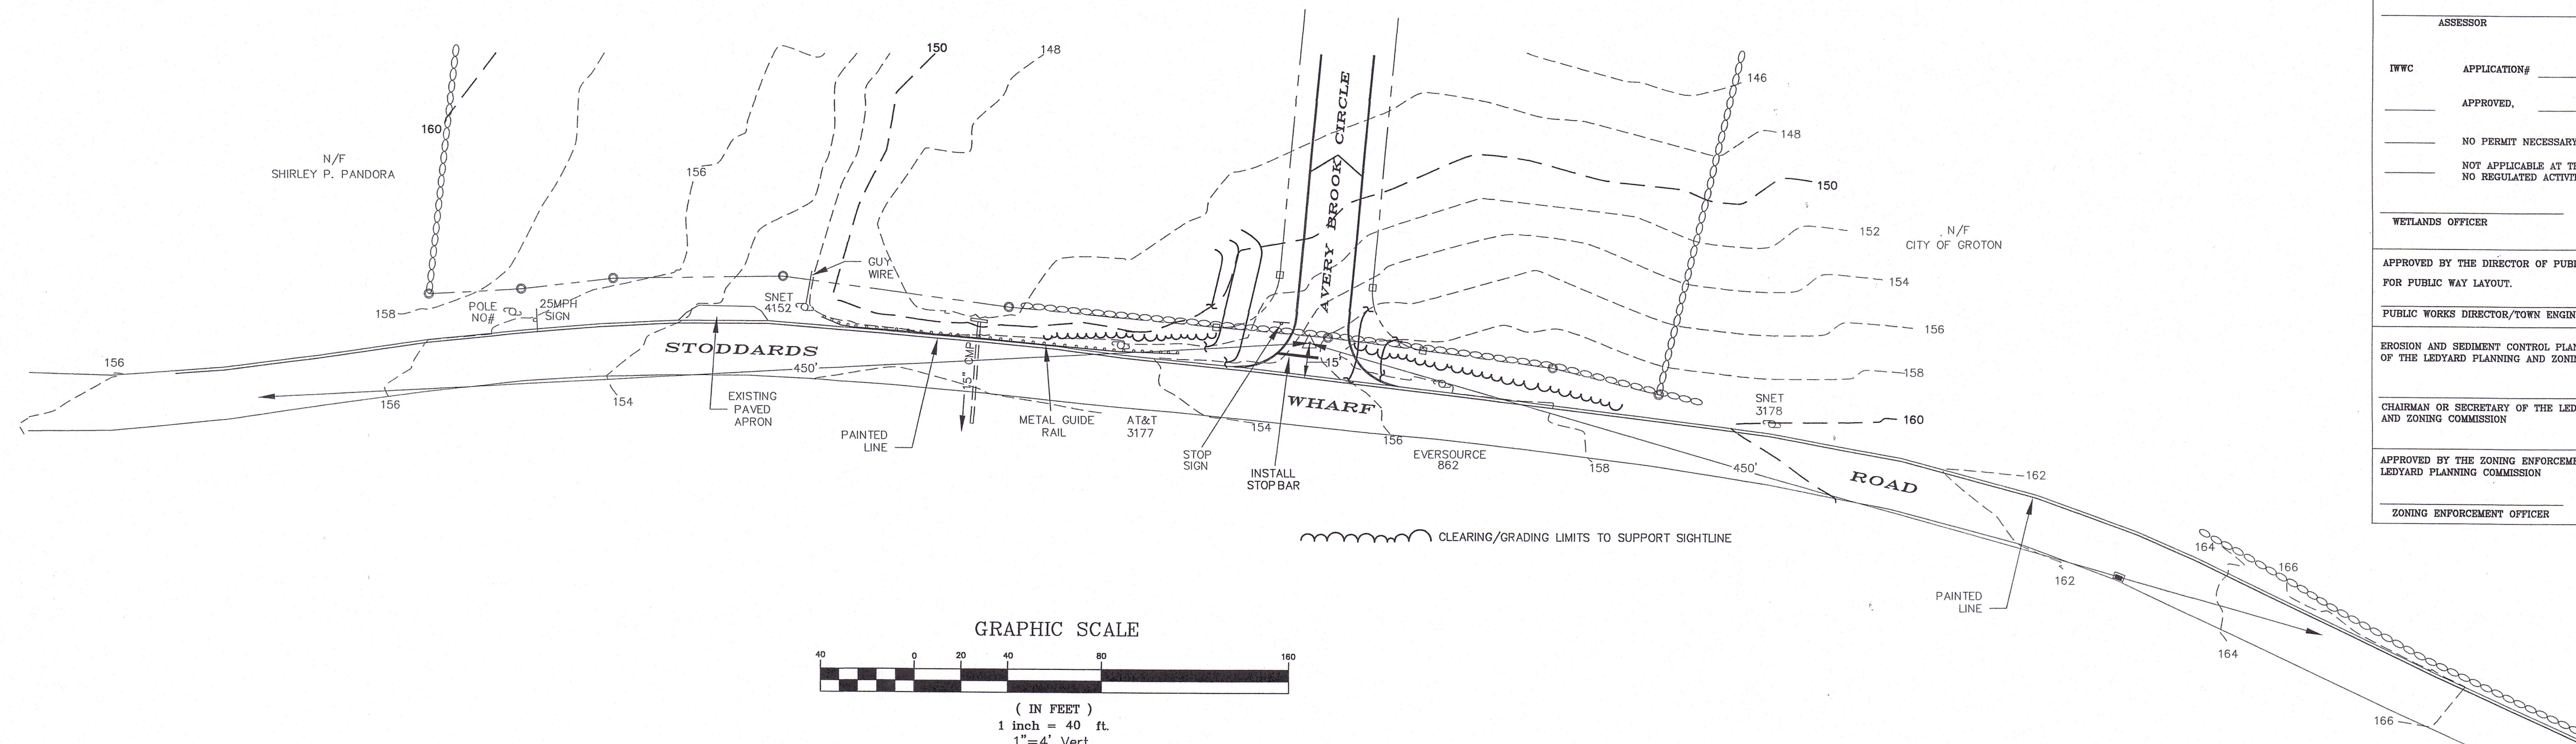 150
148
160
N/F
SHIRLEY P. PANDORA
156
AVERY BROOK CIRCLE
146
148
150
152
N/F
CITY OF GROTON
154
156
158
160
GUY
WIRE
158
POLE
NO#
25MPH
SIGN
SNET
4152
STODDARDS
15" CMP
450'
15'
WHARF
156
156
154
EXISTING
PAVED
APRON
PAINTED
LINE
METAL GUIDE
RAIL
AT&T
3177
STOP
SIGN
154
INSTALL
STOP BAR
156
EVERSOURCE
862
158
450'
SNET
3178
ROAD
162
162
PAINTED
LINE
164
166
164
166
CLEARING/GRADING LIMITS TO SUPPORT SIGHTLINE
GRAPHIC SCALE
40 0 20 40 80 160
( IN FEET )
1 inch = 40 ft.
1"=4' Vert
ASSESSOR
IWWC APPLICATION#
APPROVED,
NO PERMIT NECESSARY
NOT APPLICABLE AT TH
NO REGULATED ACTIVIT
WETLANDS OFFICER
APPROVED BY THE DIRECTOR OF PUBL
FOR PUBLIC WAY LAYOUT.
PUBLIC WORKS DIRECTOR/TOWN ENGIN
EROSION AND SEDIMENT CONTROL PLAN
OF THE LEDYARD PLANNING AND ZONIN
CHAIRMAN OR SECRETARY OF THE LED
AND ZONING COMMISSION
APPROVED BY THE ZONING ENFORCEME
LEDYARD PLANNING COMMISSION
ZONING ENFORCEMENT OFFICER